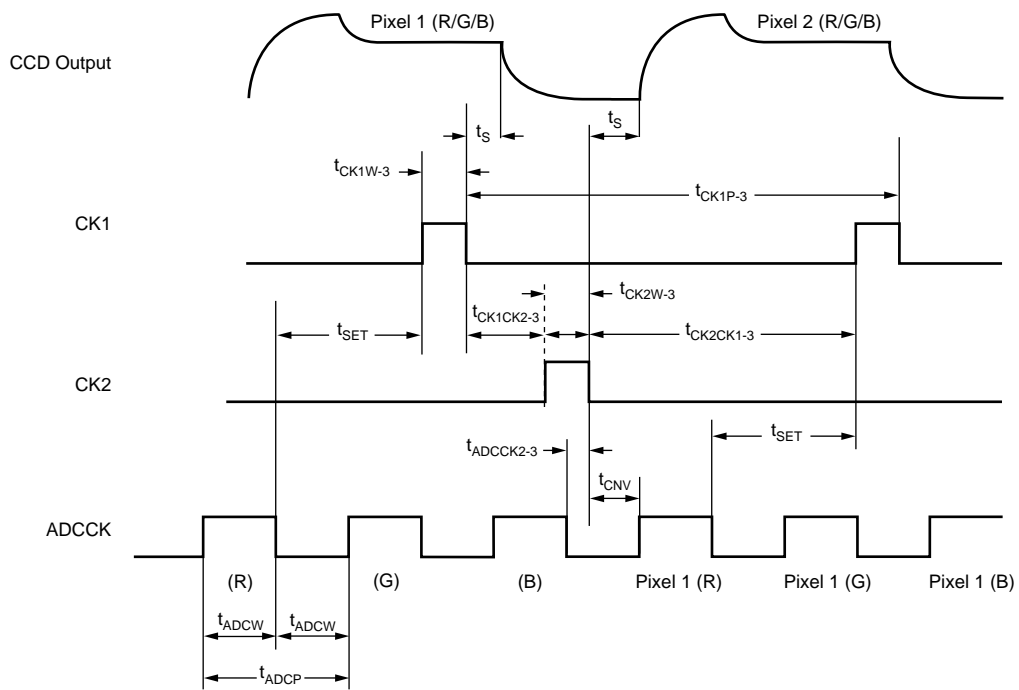 Pixel 1 (R/G/B)
Pixel 2 (R/G/B)
CCD Output
tS
tS
tCK1W-3
tCK1P-3
CK1
tCK2W-3
tCK1CK2-3
tSET
tCK2CK1-3
CK2
tSET
tADCCK2-3
tCNV
ADCCK
(R)
(G)
(B)
Pixel 1 (R)
Pixel 1 (G)
Pixel 1 (B)
tADCW
tADCW
tADCP